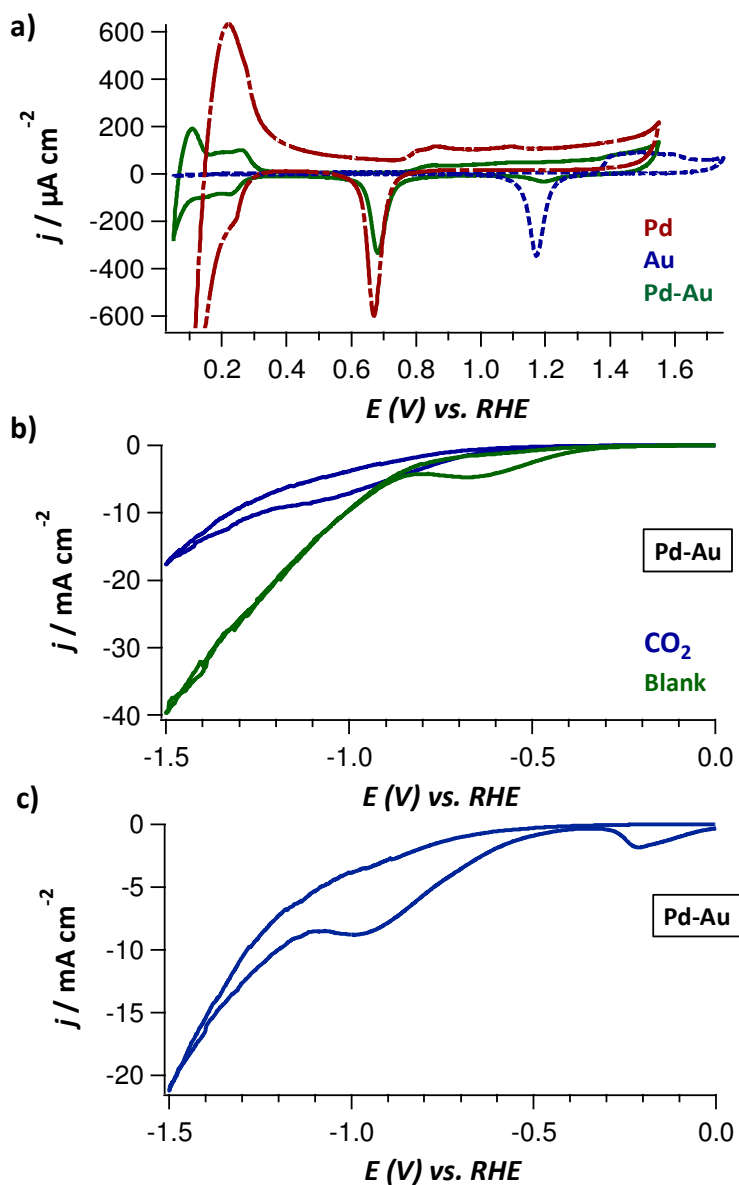 a)
600
400
200
0
-200
-400
-600
j / µA cm⁻²
Pd
Au
Pd-Au
0.2 0.4 0.6 0.8 1.0 1.2 1.4 1.6
E (V) vs. RHE
b)
0
-10
-20
-30
-40
j / mA cm⁻²
Pd-Au
CO₂
Blank
-1.5 -1.0 -0.5 0.0
E (V) vs. RHE
c)
0
-5
-10
-15
-20
j / mA cm⁻²
Pd-Au
-1.5 -1.0 -0.5 0.0
E (V) vs. RHE